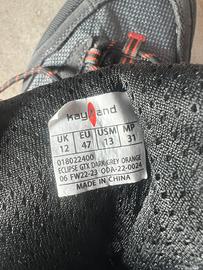 kayland
UK EU USM MP
12 47 13 31
018022400
ECLIPSE GTX DARK GREY ORANGE
06 FW22-23 ODA-22-0024
MADE IN CHINA